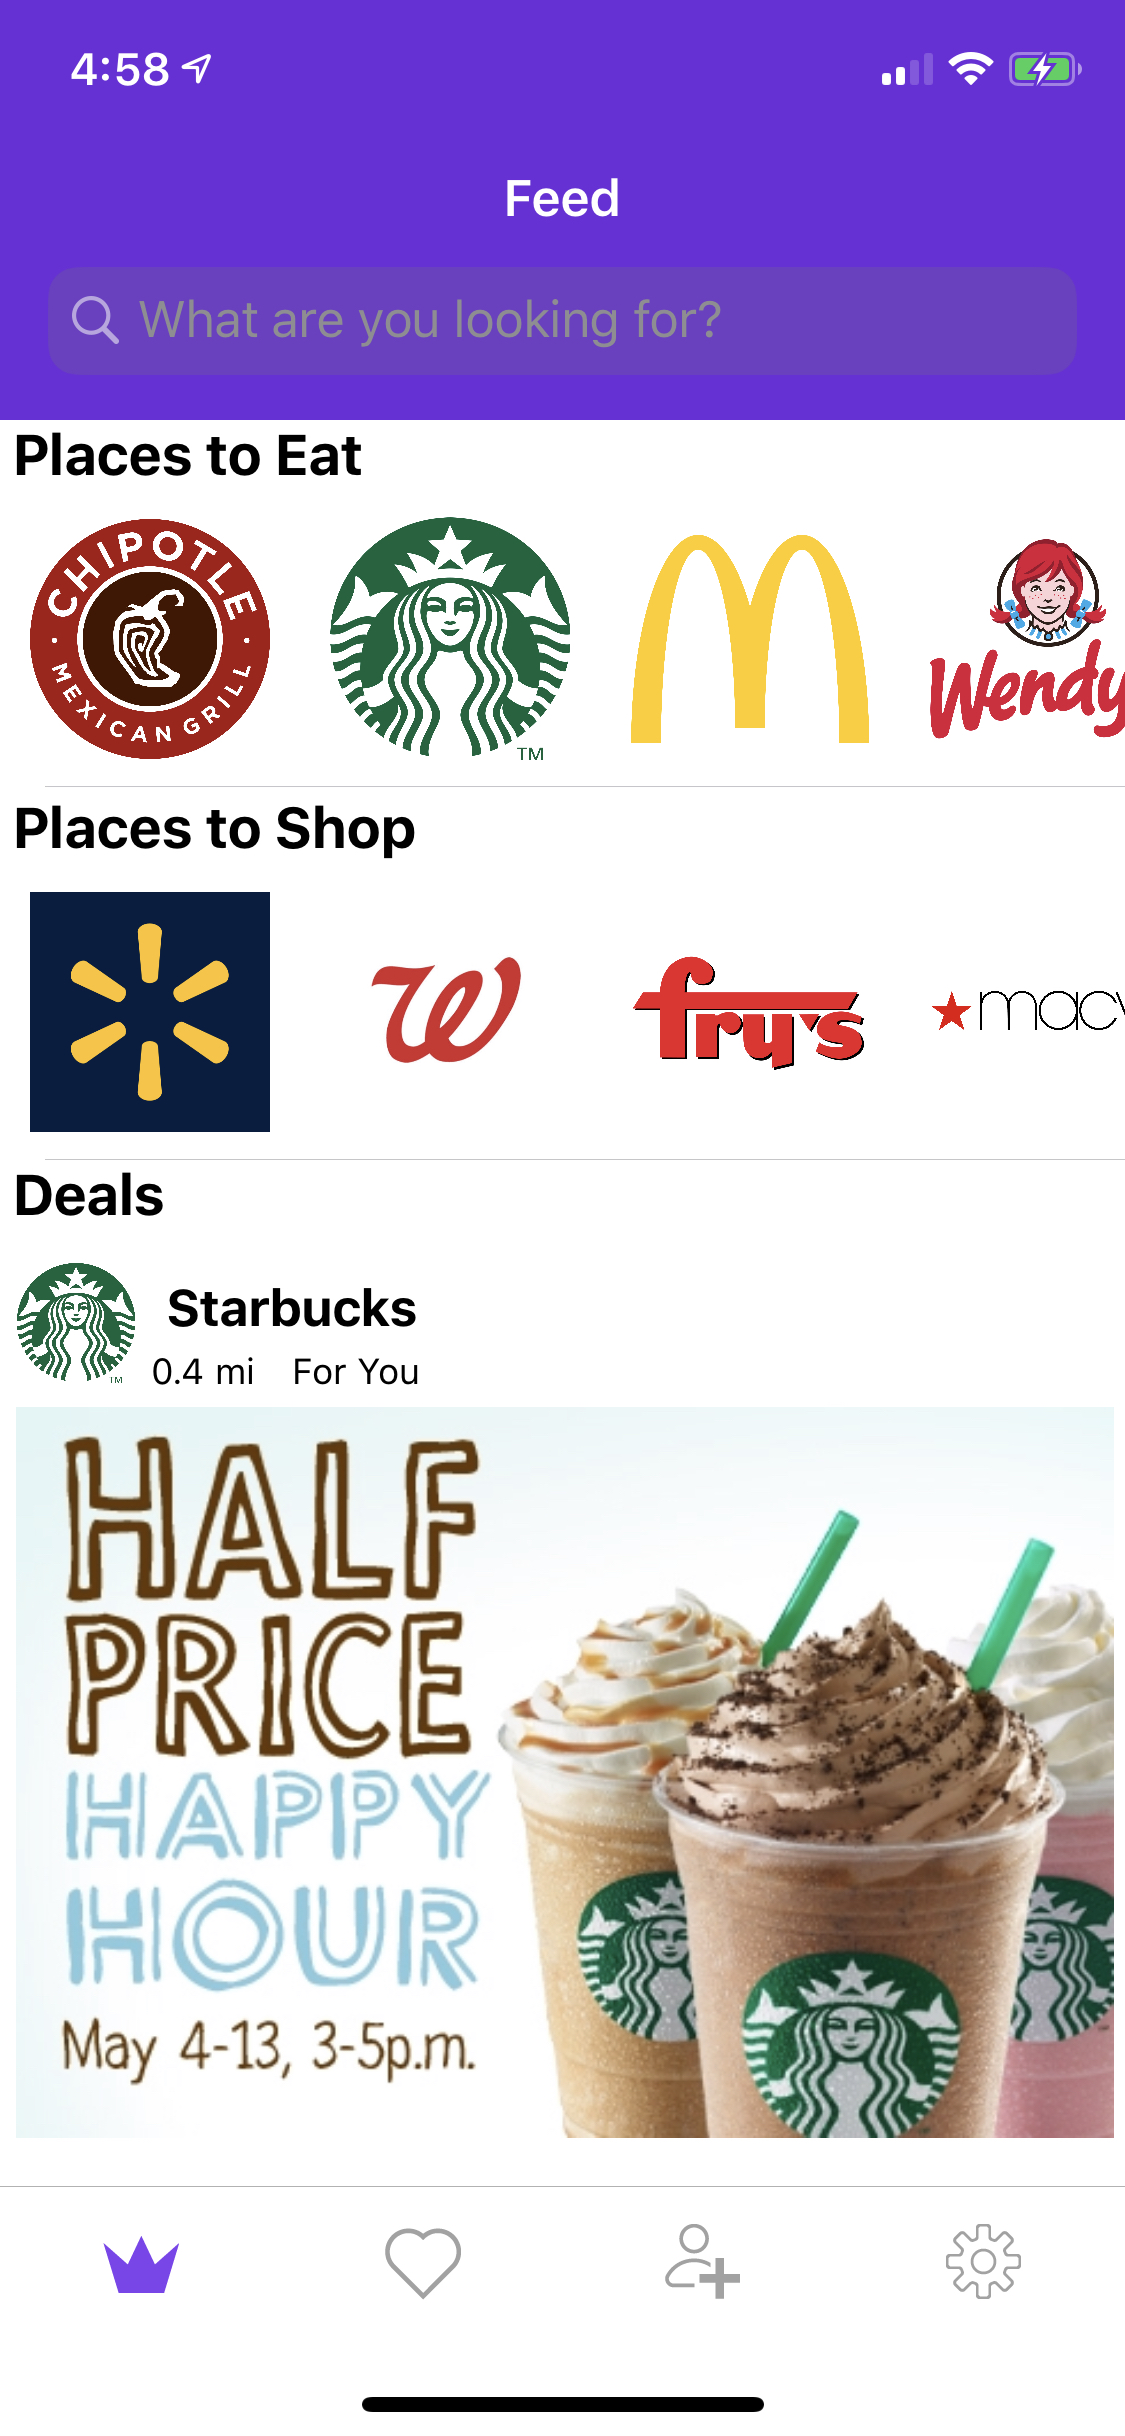 4:58
Feed
What are you looking for?
Places to Eat
CHIPOTLE
MEXICAN GRILL
TM
Wendy
Places to Shop
W
fry's
macy
Deals
Starbucks
TM
0.4 mi For You
HALF
PRICE
HAPPY
HOUR
May 4-13, 3-5p.m.